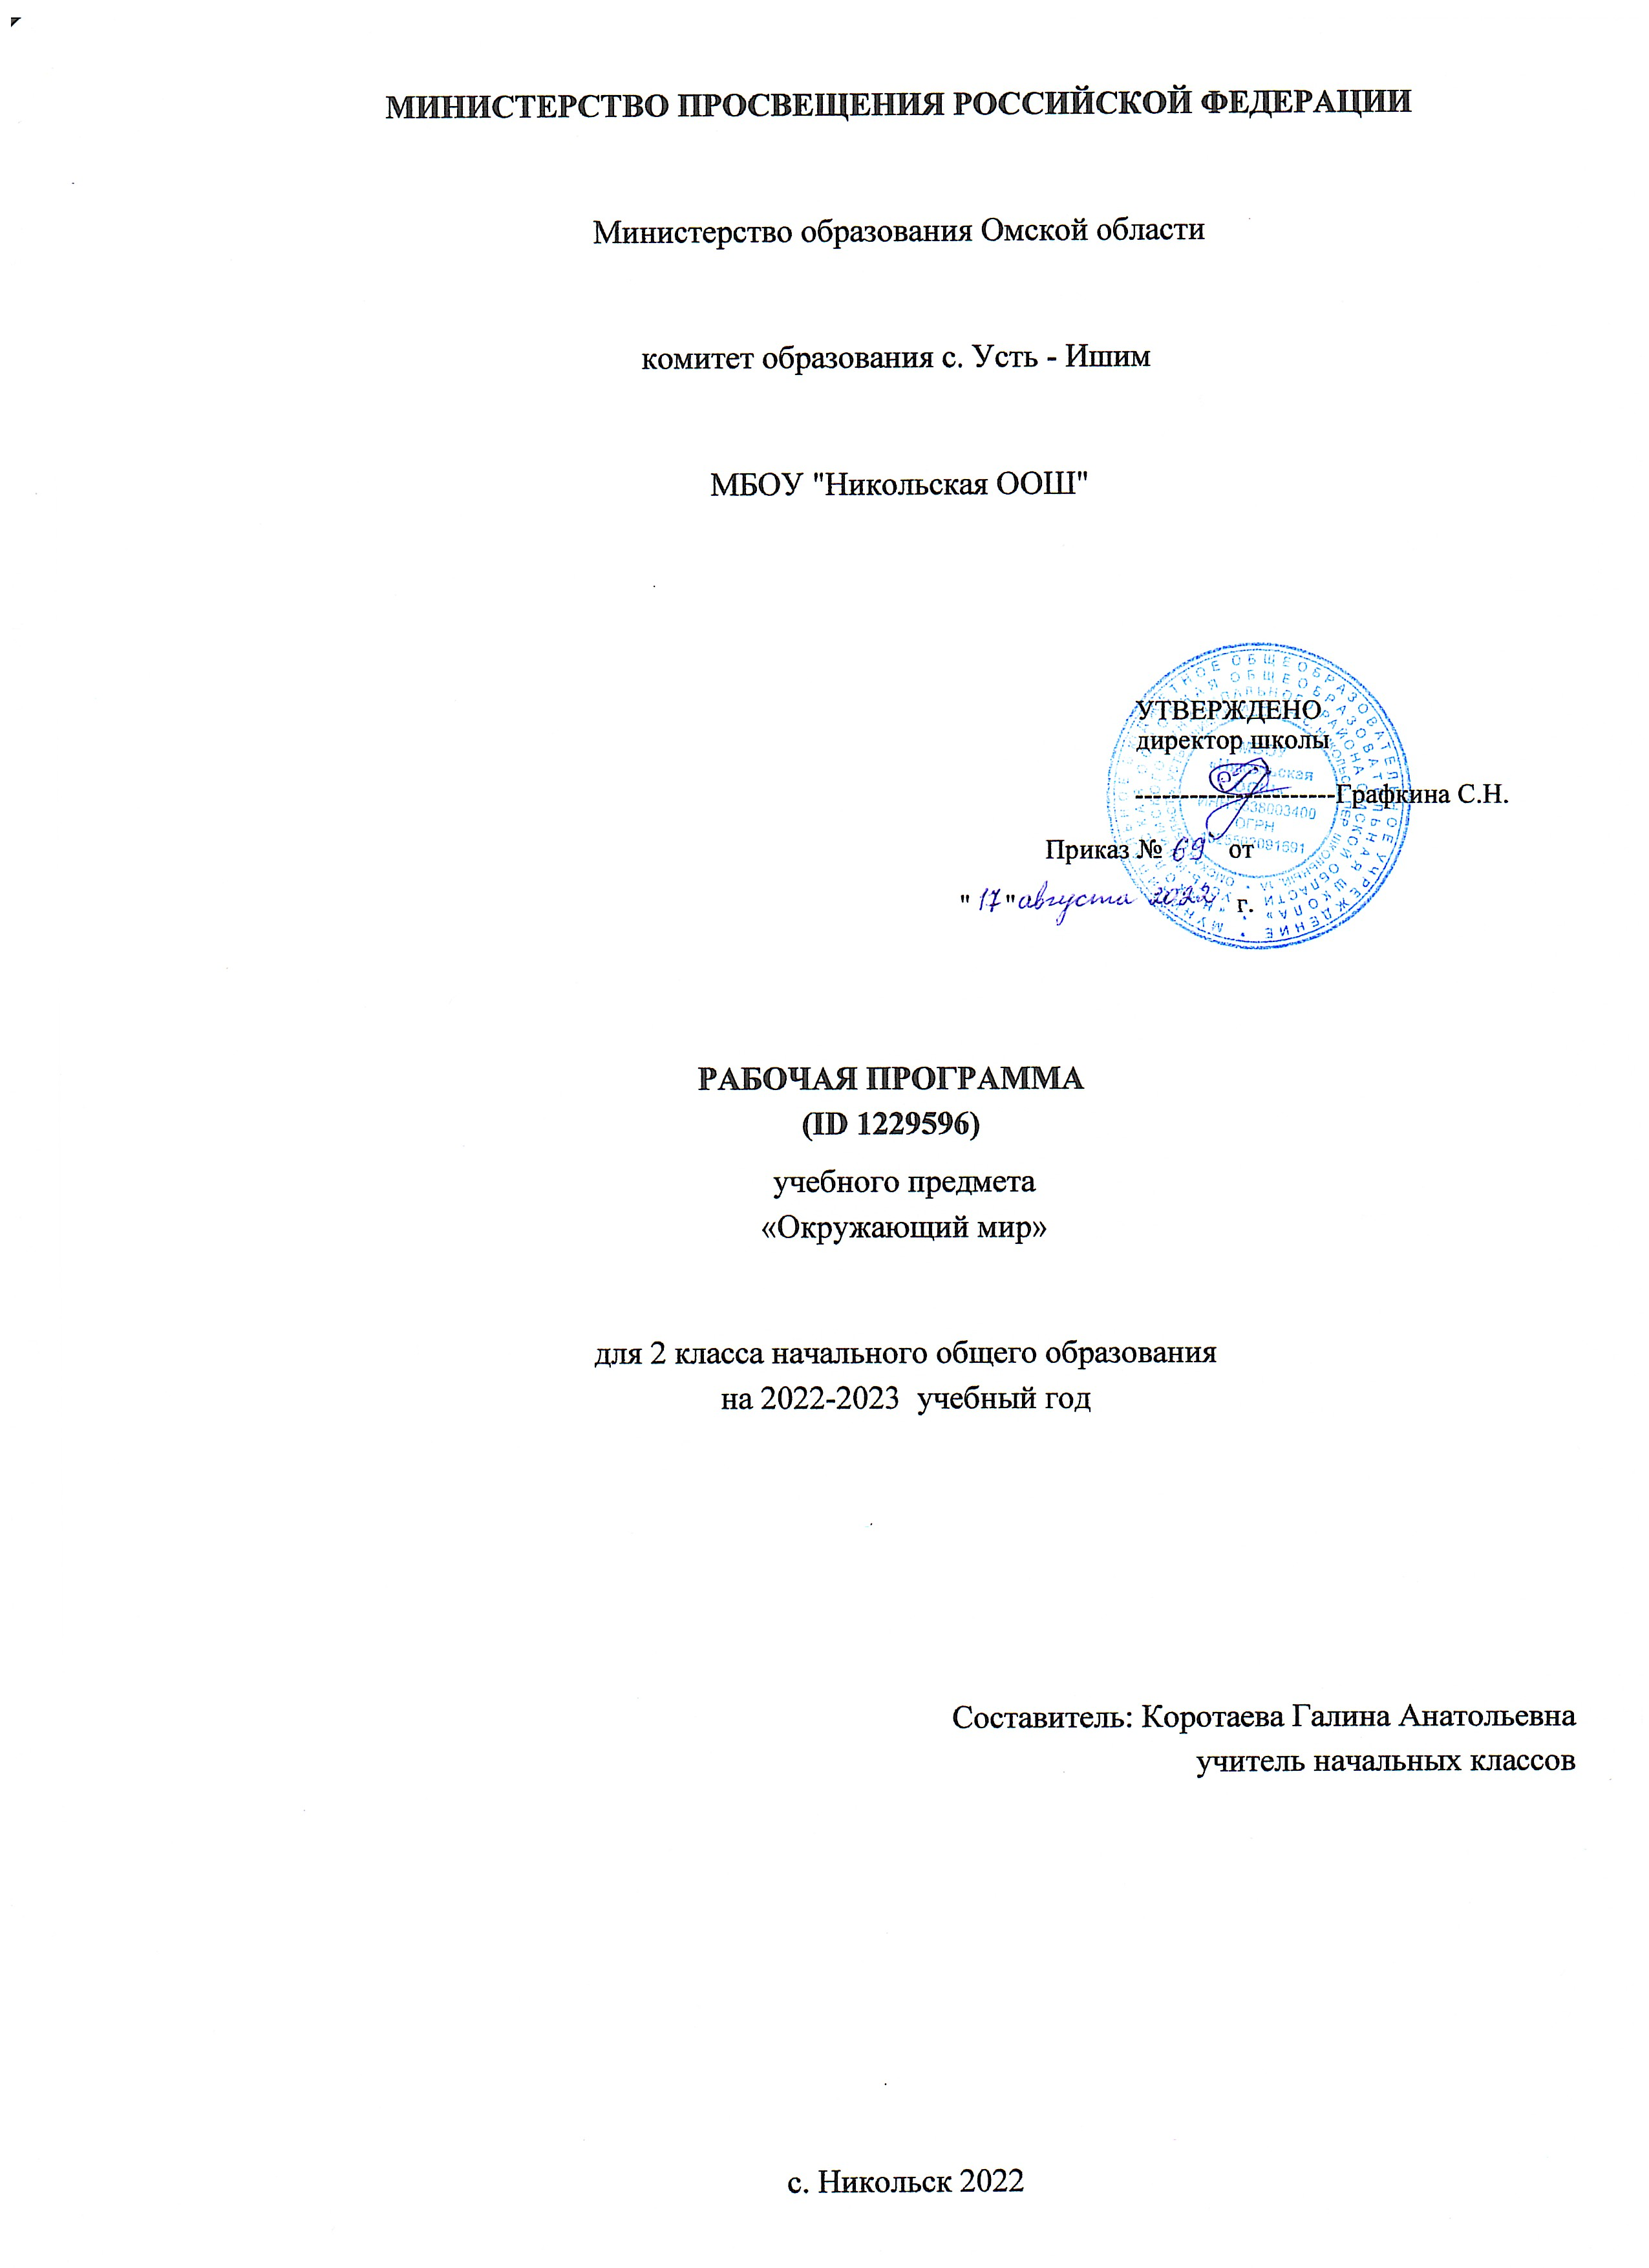 МИНИСТЕРСТВО ПРОСВЕЩЕНИЯ РОССИЙСКОЙ ФЕДЕРАЦИИ
Министерство образования Омской области
комитет образования с. Усть - Ишим
МБОУ "Никольская ООШ"
УТВЕРЖДЕНО
директор школы
----------------------Графкина С.Н.
Приказ № 69 от
" 17 " августа 2022 г.
РАБОЧАЯ ПРОГРАММА
(ID 1229596)
учебного предмета
«Окружающий мир»
для 2 класса начального общего образования
на 2022-2023 учебный год
Составитель: Коротаева Галина Анатольевна
учитель начальных классов
с. Никольск 2022